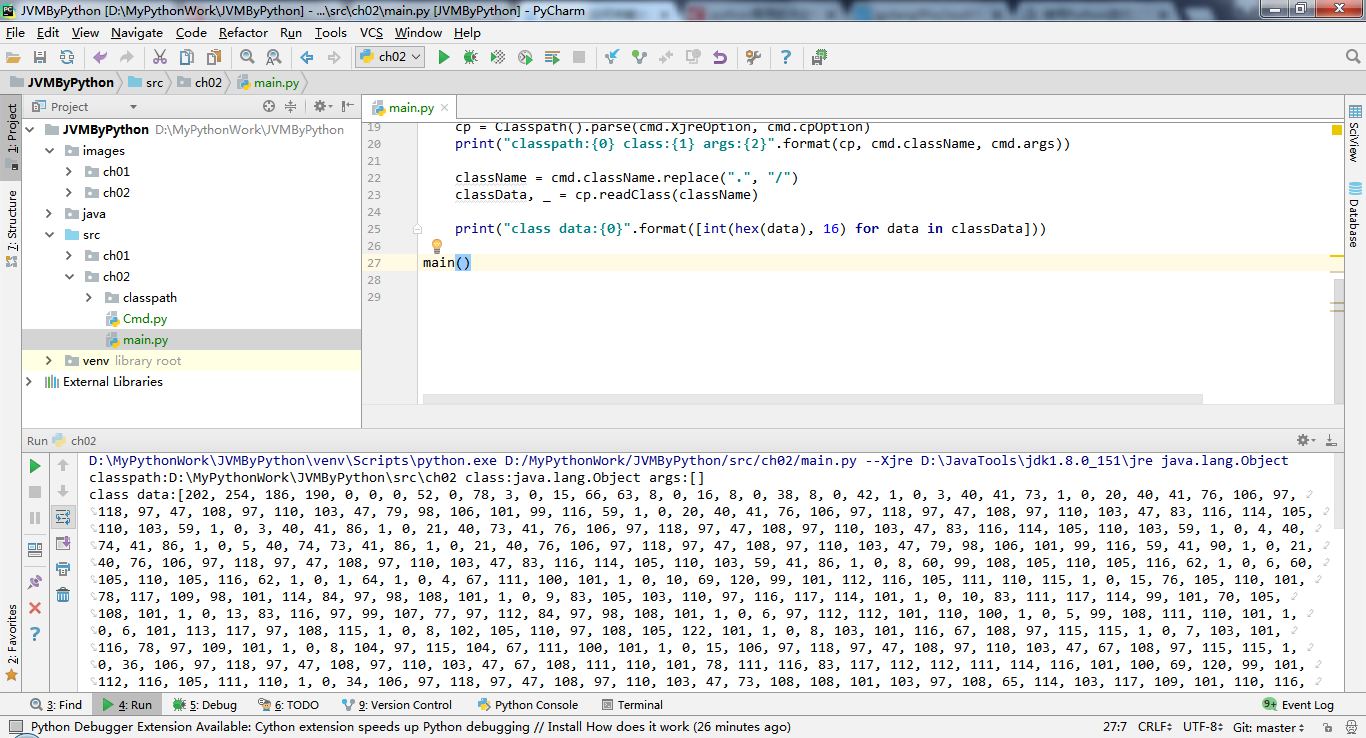 JVMByPython [D:\MyPythonWork\JVMByPython] - ...\src\ch02\main.py [JVMByPython] - PyCharm
File Edit View Navigate Code Refactor Run Tools VCS Window Help
ch02
JVMByPython src ch02 main.py
Project
main.py
1: Project
7: Structure
2: Favorites
SciView
Database
JVMByPython D:\MyPythonWork\JVMByPython
images
ch01
ch02
java
src
ch01
ch02
classpath
Cmd.py
main.py
venv library root
External Libraries
19 cp = Classpath().parse(cmd.XjreOption, cmd.cpOption)
20 print("classpath:{0} class:{1} args:{2}".format(cp, cmd.className, cmd.args))
21
22 className = cmd.className.replace(".", "/")
23 classData, _ = cp.readClass(className)
24
25 print("class data:{0}".format([int(hex(data), 16) for data in classData]))
26
27 main()
28
29
Run ch02
D:\MyPythonWork\JVMByPython\venv\Scripts\python.exe D:/MyPythonWork/JVMByPython/src/ch02/main.py --Xjre D:\JavaTools\jdk1.8.0_151\jre java.lang.Object
classpath:D:\MyPythonWork\JVMByPython\src\ch02 class:java.lang.Object args:[]
class data:[202, 254, 186, 190, 0, 0, 0, 52, 0, 78, 3, 0, 15, 66, 63, 8, 0, 16, 8, 0, 38, 8, 0, 42, 1, 0, 3, 40, 41, 73, 1, 0, 20, 40, 41, 76, 106, 97,
118, 97, 47, 108, 97, 110, 103, 47, 79, 98, 106, 101, 99, 116, 59, 1, 0, 20, 40, 41, 76, 106, 97, 118, 97, 47, 108, 97, 110, 103, 47, 83, 116, 114, 105,
110, 103, 59, 1, 0, 3, 40, 41, 86, 1, 0, 21, 40, 73, 41, 76, 106, 97, 118, 97, 47, 108, 97, 110, 103, 47, 83, 116, 114, 105, 110, 103, 59, 1, 0, 4, 40,
74, 41, 86, 1, 0, 5, 40, 74, 73, 41, 86, 1, 0, 21, 40, 76, 106, 97, 118, 97, 47, 108, 97, 110, 103, 47, 79, 98, 106, 101, 99, 116, 59, 41, 90, 1, 0, 21,
40, 76, 106, 97, 118, 97, 47, 108, 97, 110, 103, 47, 83, 116, 114, 105, 110, 103, 59, 41, 86, 1, 0, 8, 60, 99, 108, 105, 110, 105, 116, 62, 1, 0, 6, 60,
105, 110, 105, 116, 62, 1, 0, 1, 64, 1, 0, 4, 67, 111, 100, 101, 1, 0, 10, 69, 120, 99, 101, 112, 116, 105, 111, 110, 115, 1, 0, 15, 76, 105, 110, 101,
78, 117, 109, 98, 101, 114, 84, 97, 98, 108, 101, 1, 0, 9, 83, 105, 103, 110, 97, 116, 117, 114, 101, 1, 0, 10, 83, 111, 117, 114, 99, 101, 70, 105,
108, 101, 1, 0, 13, 83, 116, 97, 99, 107, 77, 97, 112, 84, 97, 98, 108, 101, 1, 0, 6, 97, 112, 112, 101, 110, 100, 1, 0, 5, 99, 108, 111, 110, 101, 1,
0, 6, 101, 113, 117, 97, 108, 115, 1, 0, 8, 102, 105, 110, 97, 108, 105, 122, 101, 1, 0, 8, 103, 101, 116, 67, 108, 97, 115, 115, 1, 0, 7, 103, 101,
116, 78, 97, 109, 101, 1, 0, 8, 104, 97, 115, 104, 67, 111, 100, 101, 1, 0, 15, 106, 97, 118, 97, 47, 108, 97, 110, 103, 47, 67, 108, 97, 115, 115, 1,
0, 36, 106, 97, 118, 97, 47, 108, 97, 110, 103, 47, 67, 108, 111, 110, 101, 78, 111, 116, 83, 117, 112, 112, 111, 114, 116, 101, 100, 69, 120, 99, 101,
112, 116, 105, 111, 110, 1, 0, 34, 106, 97, 118, 97, 47, 108, 97, 110, 103, 47, 73, 108, 108, 101, 103, 97, 108, 65, 114, 103, 117, 109, 101, 110, 116,
3: Find 4: Run 5: Debug 6: TODO 9: Version Control Python Console Terminal 9+ Event Log
Python Debugger Extension Available: Cython extension speeds up Python debugging // Install How does it work (26 minutes ago) 27:7 CRLF UTF-8 Git: master